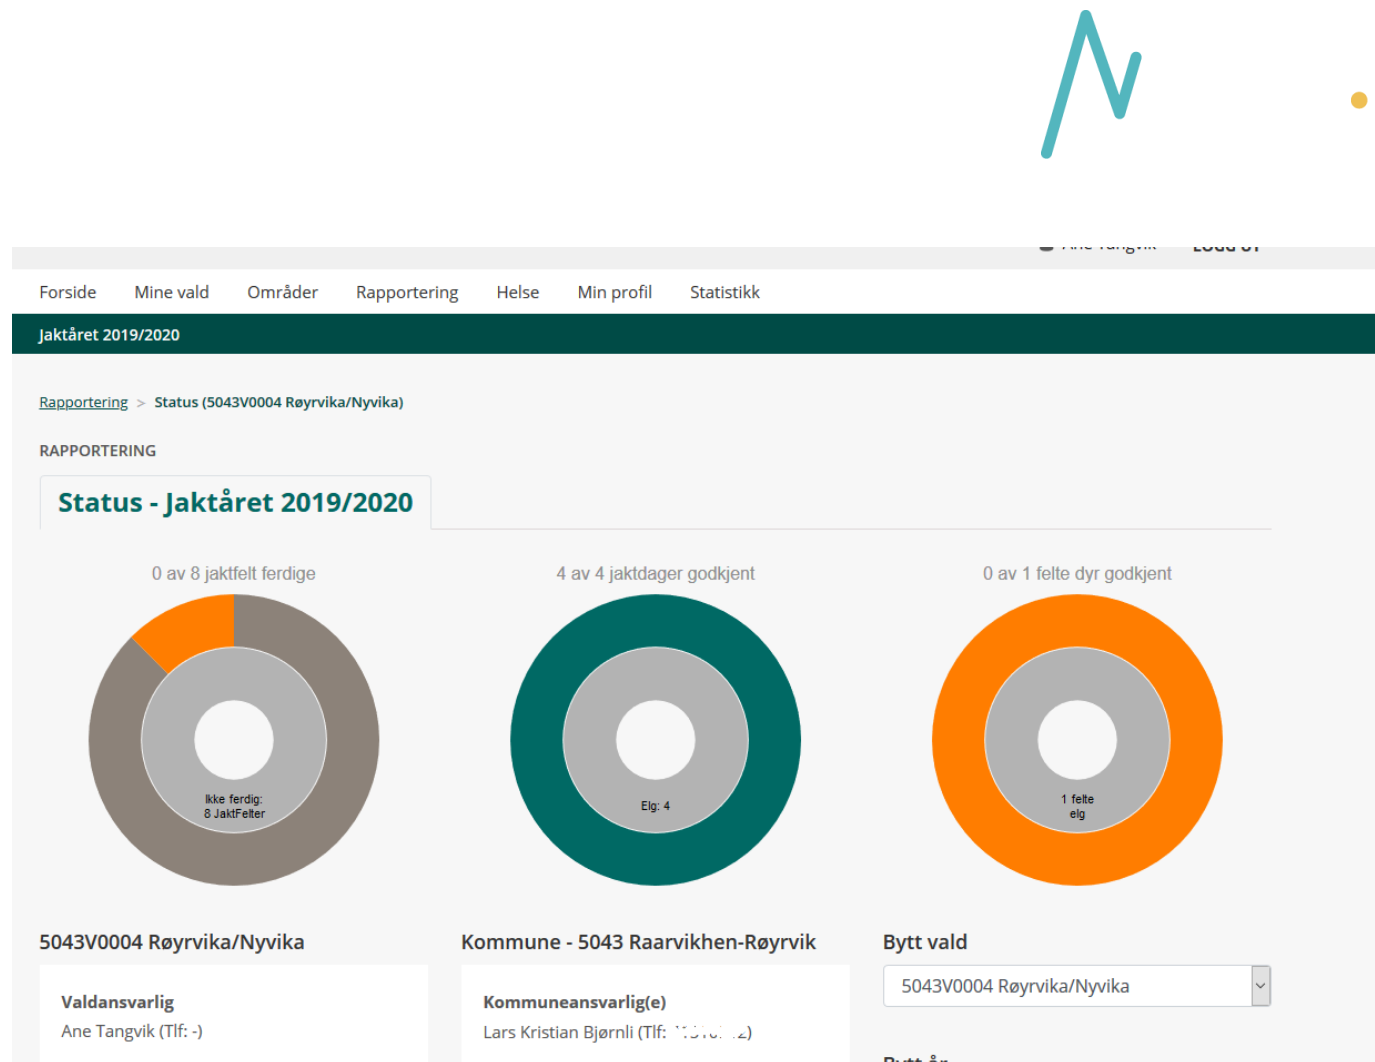 Forside Mine vald Områder Rapportering Helse Min profil Statistikk
Jaktåret 2019/2020
Rapportering > Status (5043V0004 Røyrvika/Nyvika)
RAPPORTERING
Status - Jaktåret 2019/2020
0 av 8 jaktfelt ferdige
Ikke ferdig:
8 JaktFelter
4 av 4 jaktdager godkjent
Elg: 4
0 av 1 felte dyr godkjent
1 felte
elg
5043V0004 Røyrvika/Nyvika
Valdansvarlig
Ane Tangvik (Tlf: -)
Kommune - 5043 Raarvikhen-Røyrvik
Kommuneansvarlig(e)
Lars Kristian Bjørnli (Tlf:
Bytt vald
5043V0004 Røyrvika/Nyvika